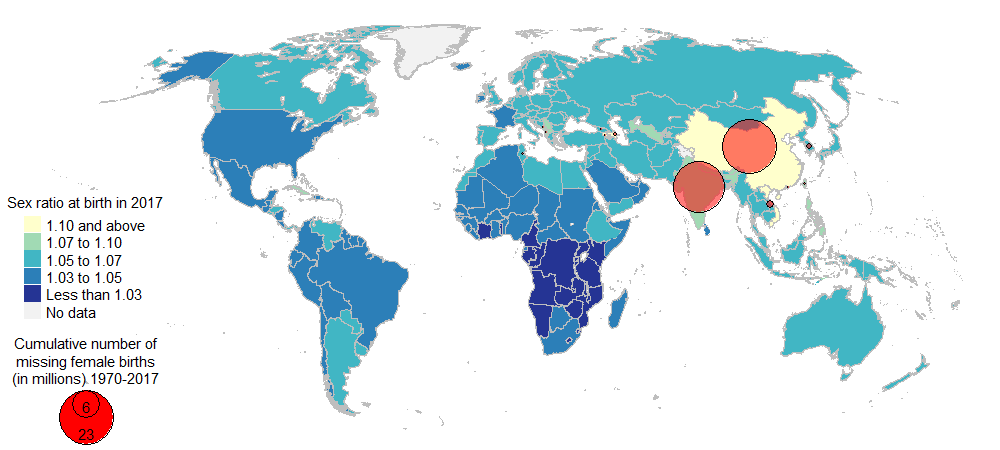 Sex ratio at birth in 2017
1.10 and above
1.07 to 1.10
1.05 to 1.07
1.03 to 1.05
Less than 1.03
No data
Cumulative number of
missing female births
(in millions) 1970-2017
6
23